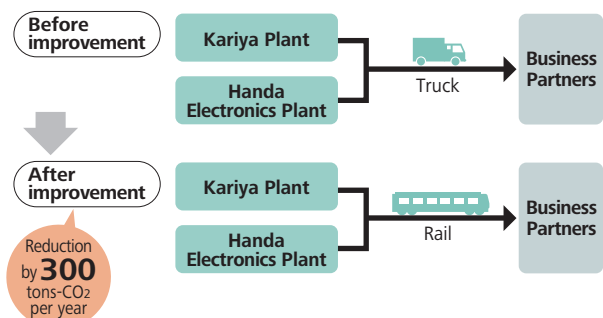 Before
improvement
Kariya Plant
Handa
Electronics Plant
Truck
Business
Partners
After
improvement
Kariya Plant
Handa
Electronics Plant
Rail
Business
Partners
Reduction
by 300
tons-CO2
per year